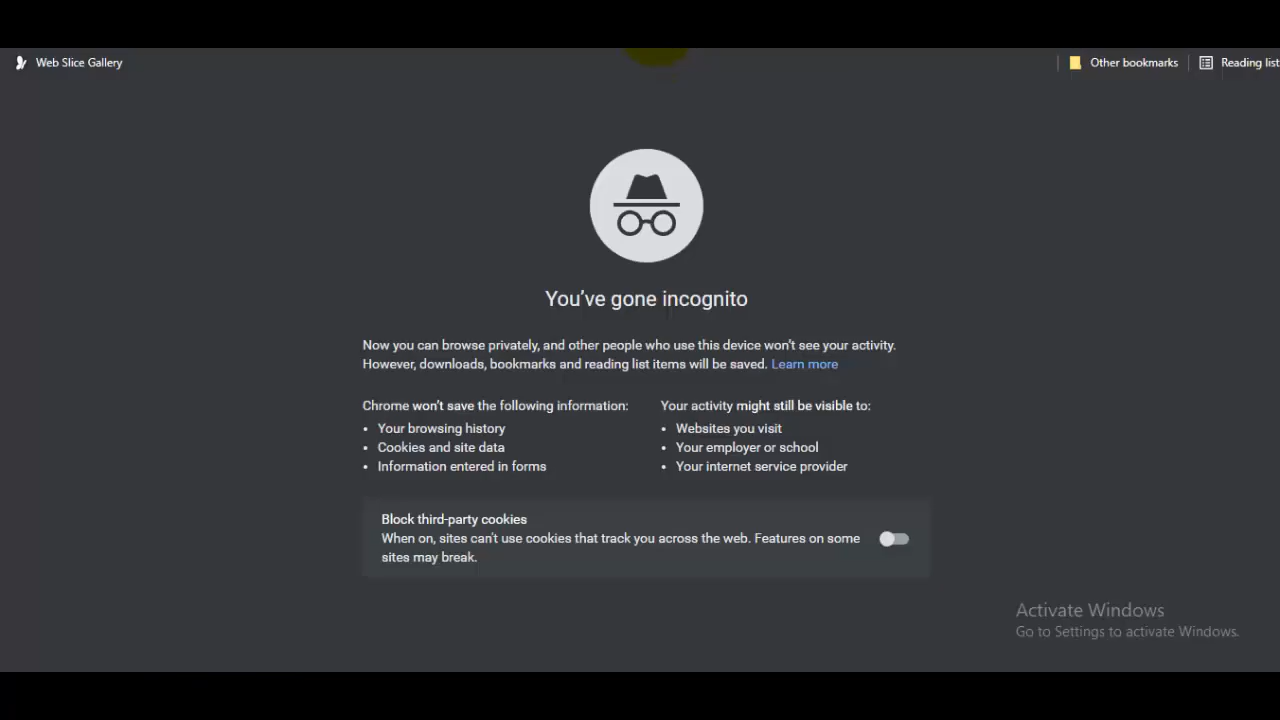 Web Slice Gallery
Other bookmarks
Reading list
You've gone incognito
Now you can browse privately, and other people who use this device won't see your activity.
However, downloads, bookmarks and reading list items will be saved. Learn more
Chrome won't save the following information:
Your browsing history
Cookies and site data
Information entered in forms
Your activity might still be visible to:
Websites you visit
Your employer or school
Your internet service provider
Block third-party cookies
When on, sites can't use cookies that track you across the web. Features on some
sites may break.
Activate Windows
Go to Settings to activate Windows.